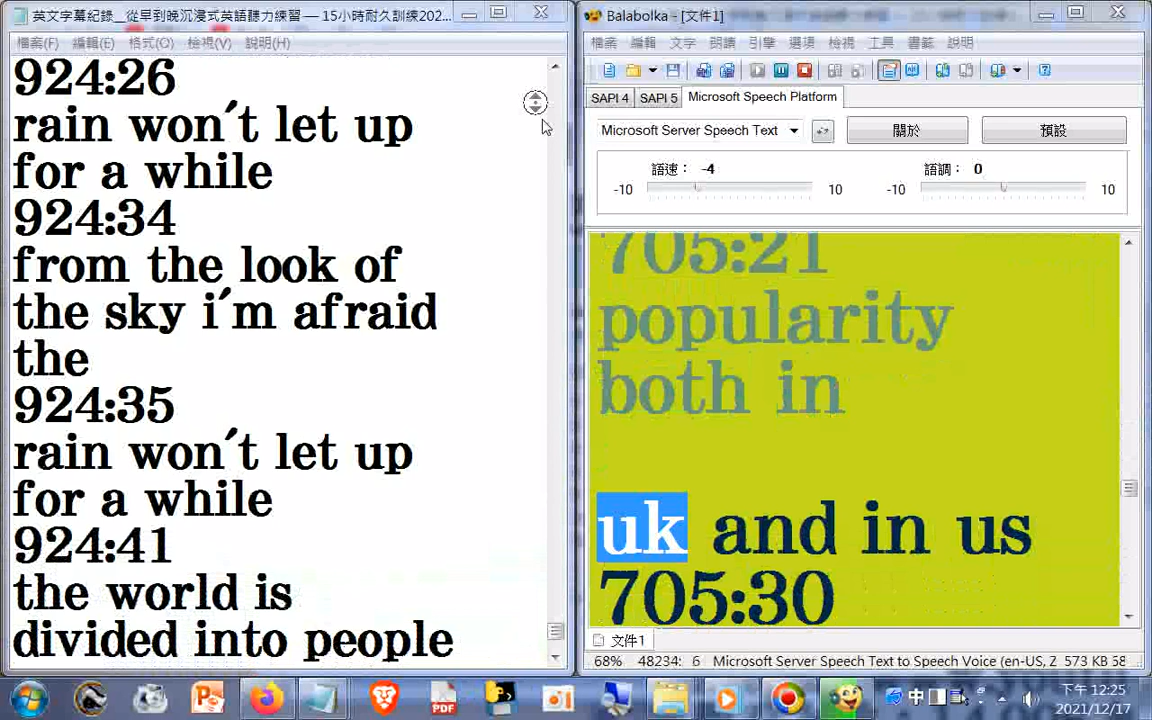 英文字幕紀錄__從早到晚沉浸式英語聽力練習 — 15小時耐久訓練202...
檔案(F) 編輯(E) 格式(O) 檢視(V) 說明(H)
924:26
rain won't let up
for a while
924:34
from the look of
the sky i'm afraid
the
924:35
rain won't let up
for a while
924:41
the world is
divided into people
Balabolka - [文件1]
檔案 編輯 文字 朗讀 引擎 選項 檢視 工具 書籤 說明
SAPI 4 SAPI 5 Microsoft Speech Platform
Microsoft Server Speech Text 關於 預設
語速： -4 語調： 0
-10 10 -10 10
705:21
popularity
both in
uk and in us
705:30
文件1
68% 48234: 6 Microsoft Server Speech Text to Speech Voice (en-US, 2 573 KB 58
PDF 中 下午 12:25
2021/12/17